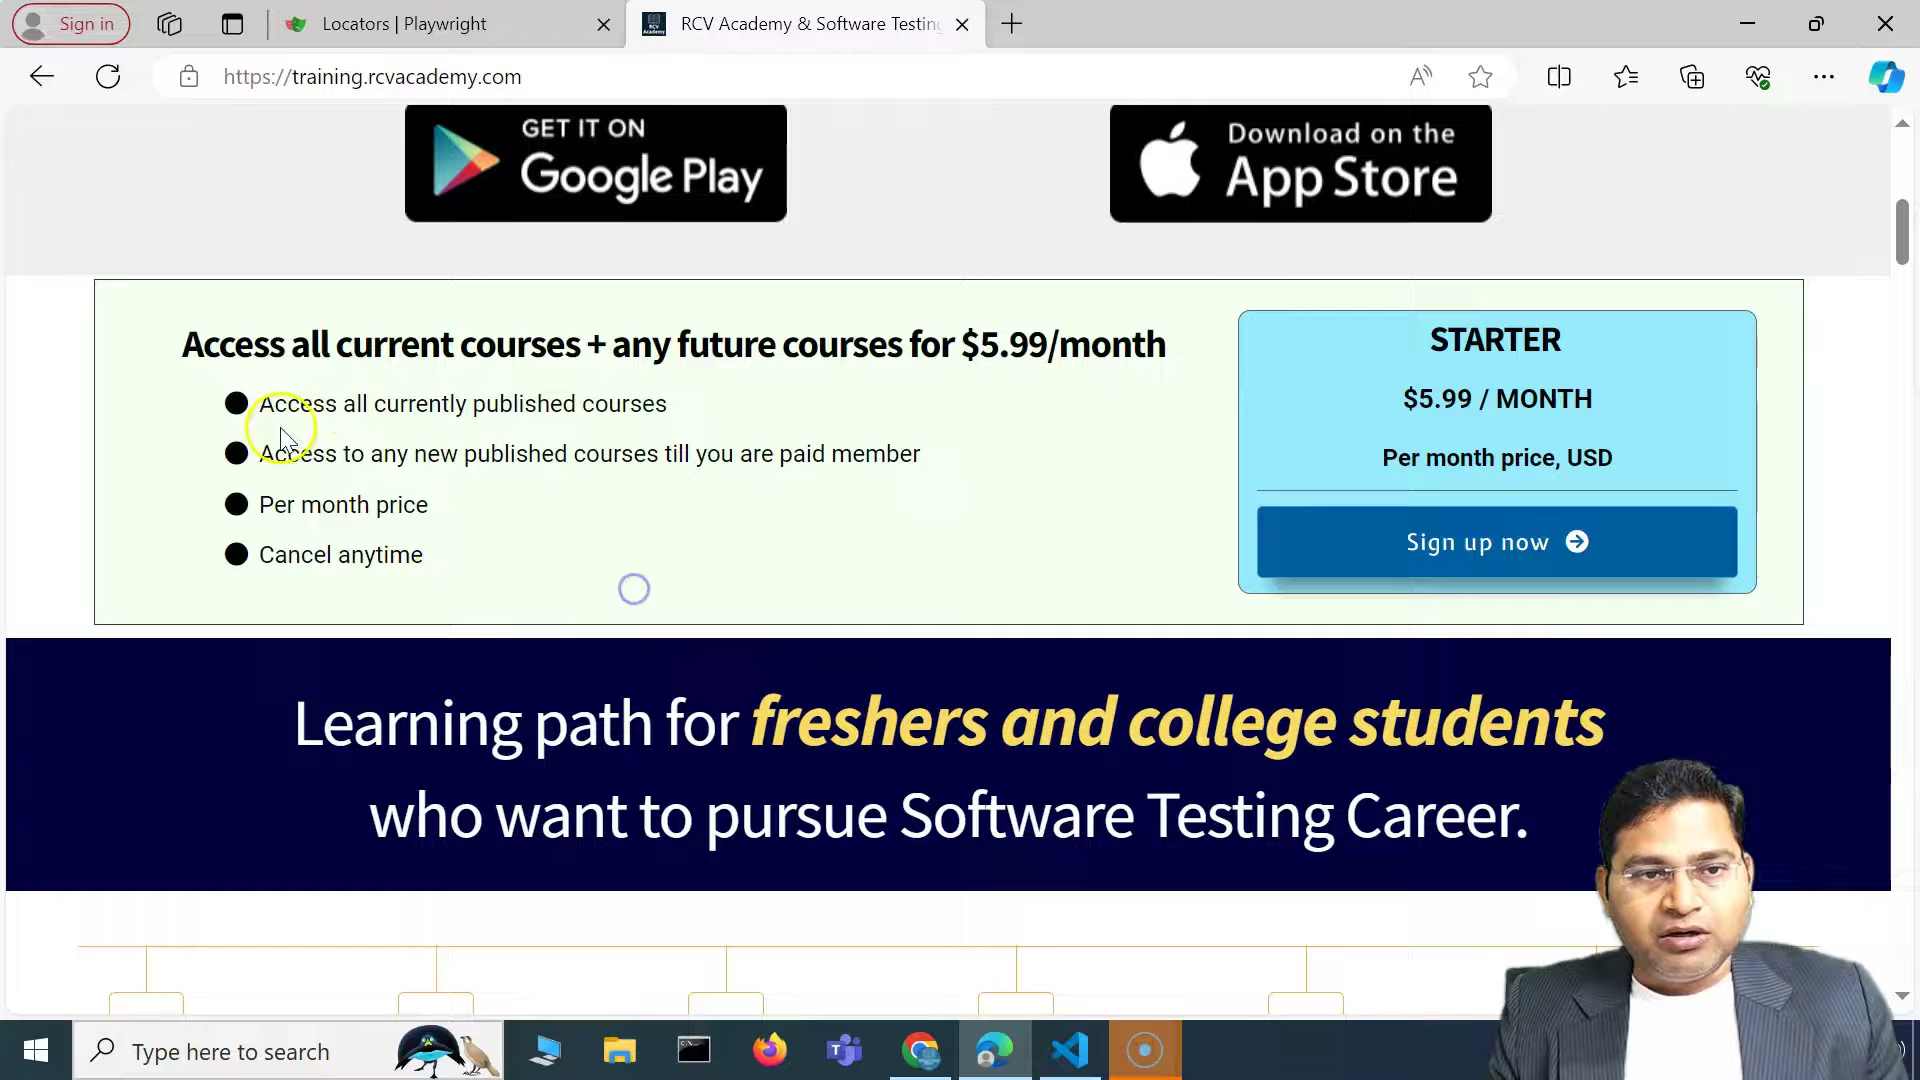 Sign in
Locators | Playwright
RCV Academy & Software Testing
https://training.rcvacademy.com
GET IT ON
Google Play
Download on the
App Store
Access all current courses + any future courses for $5.99/month
Access all currently published courses
Access to any new published courses till you are paid member
Per month price
Cancel anytime
STARTER
$5.99 / MONTH
Per month price, USD
Sign up now
Learning path for freshers and college students
who want to pursue Software Testing Career.
Type here to search